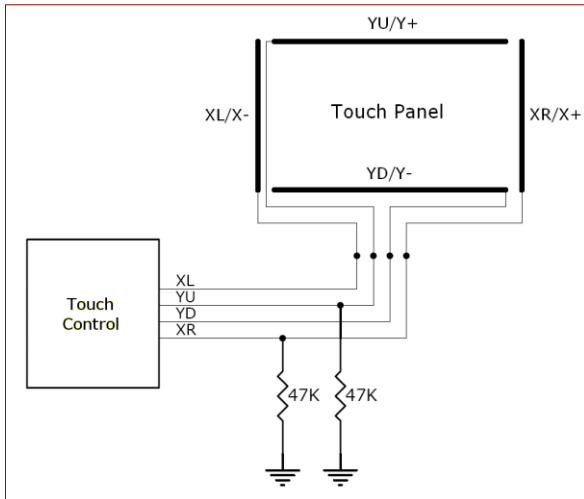 YU/Y+
XL/X-
Touch Panel
XR/X+
YD/Y-
Touch
Control
XL
YU
YD
XR
47K
47K